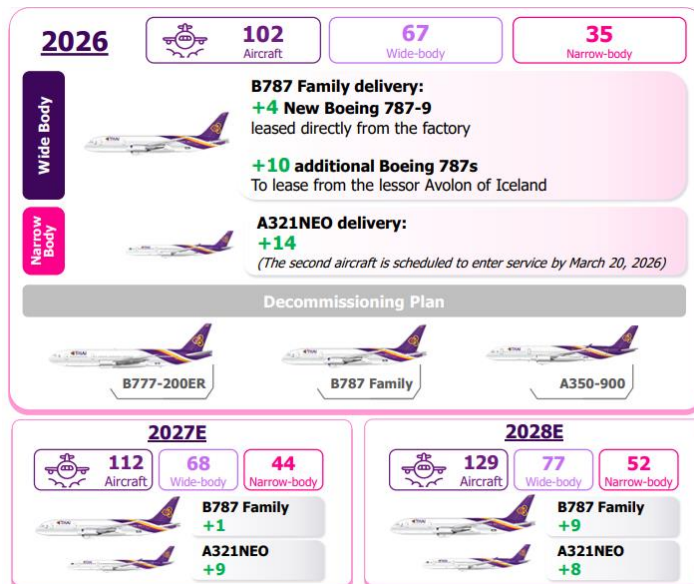 2026
102
Aircraft
67
Wide-body
35
Narrow-body
Wide Body
B787 Family delivery:
+4 New Boeing 787-9
leased directly from the factory
+10 additional Boeing 787s
To lease from the lessor Avolon of Iceland
Narrow
Body
A321NEO delivery:
+14
(The second aircraft is scheduled to enter service by March 20, 2026)
Decommissioning Plan
THAI
THAI
THAI
B777-200ER
B787 Family
A350-900
2027E
112
Aircraft
68
Wide-body
44
Narrow-body
B787 Family
+1
A321NEO
+9
2028E
129
Aircraft
77
Wide-body
52
Narrow-body
B787 Family
+9
A321NEO
+8